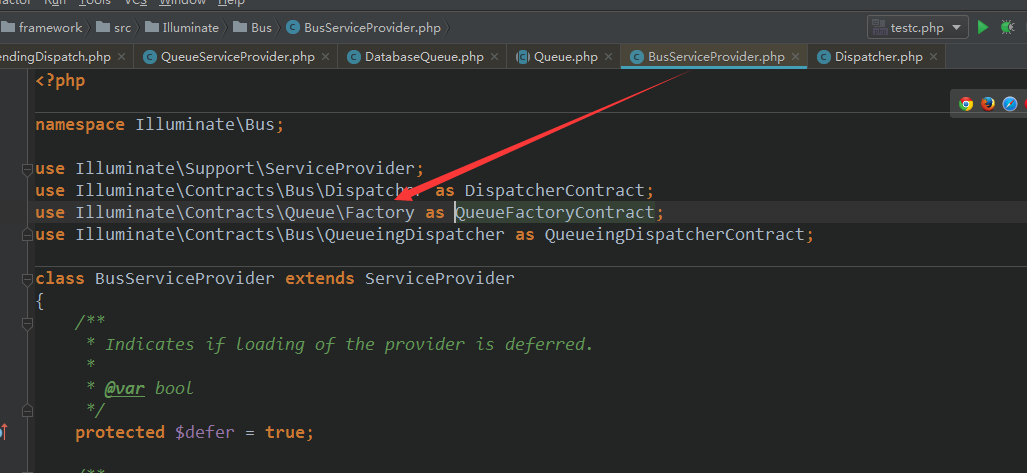 Run Tools VCS Window Help
framework src Illuminate Bus BusServiceProvider.php testc.php
endingDispatch.php QueueServiceProvider.php DatabaseQueue.php Queue.php BusServiceProvider.php Dispatcher.php
<?php
namespace Illuminate\Bus;
use Illuminate\Support\ServiceProvider;
use Illuminate\Contracts\Bus\Dispatcher as DispatcherContract;
use Illuminate\Contracts\Queue\Factory as QueueFactoryContract;
use Illuminate\Contracts\Bus\QueueingDispatcher as QueueingDispatcherContract;
class BusServiceProvider extends ServiceProvider
{
/**
* Indicates if loading of the provider is deferred.
*
* @var bool
*/
protected $defer = true;
/**